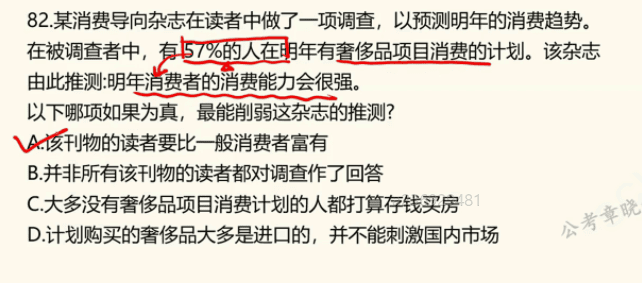 82.某消费导向杂志在读者中做了一项调查，以预测明年的消费趋势。
在被调查者中，有57%的人在明年有奢侈品项目消费的计划。该杂志
由此推测:明年消费者的消费能力会很强。
以下哪项如果为真，最能削弱这杂志的推测?
A.该刊物的读者要比一般消费者富有
B.并非所有该刊物的读者都对调查作了回答
C.大多没有奢侈品项目消费计划的人都打算存钱买房
D.计划购买的奢侈品大多是进口的，并不能刺激国内市场
公考章晓